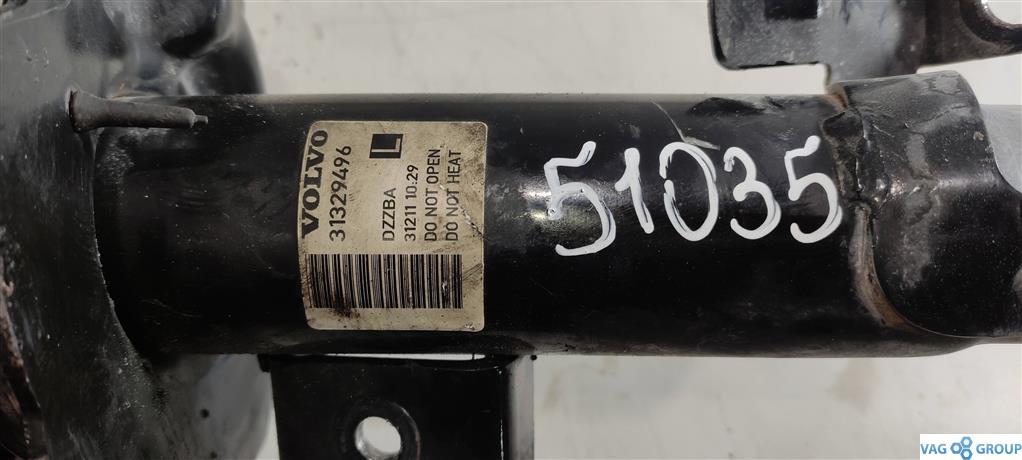 VOLVO
31329496
L
DZZBA
31211 10:29
DO NOT OPEN
DO NOT HEAT
51035
VAG GROUP